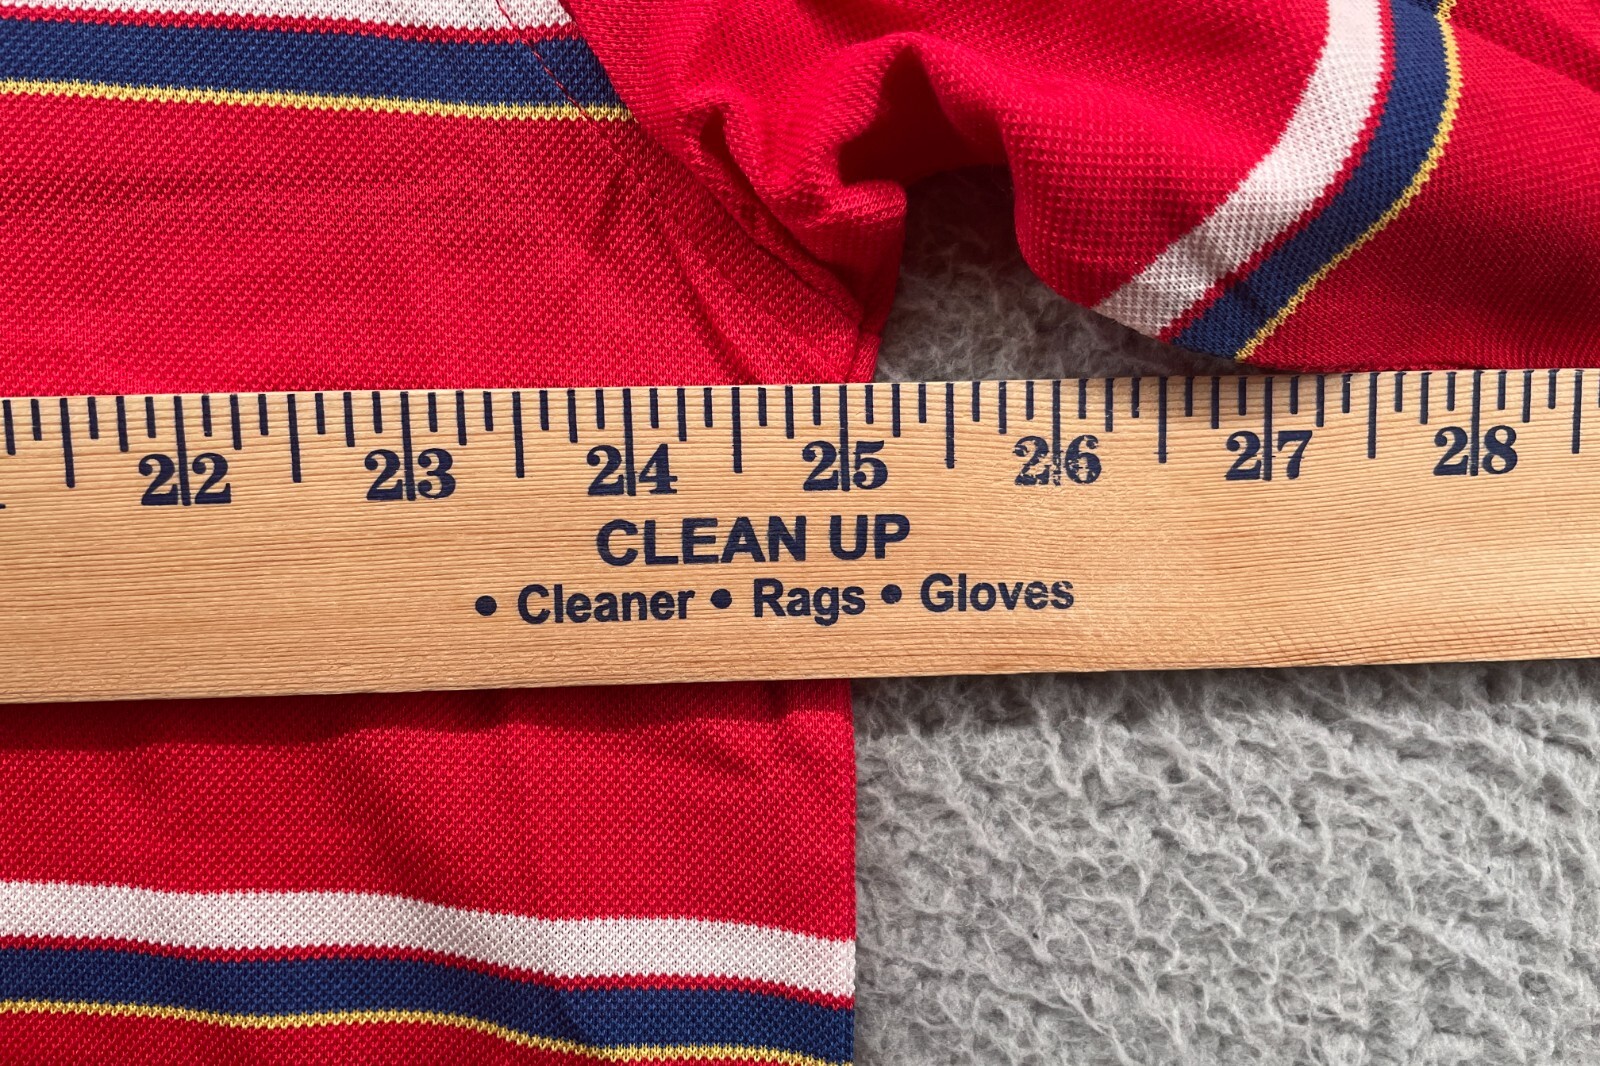 22 23 24 25 26 27 28
CLEAN UP
• Cleaner • Rags • Gloves